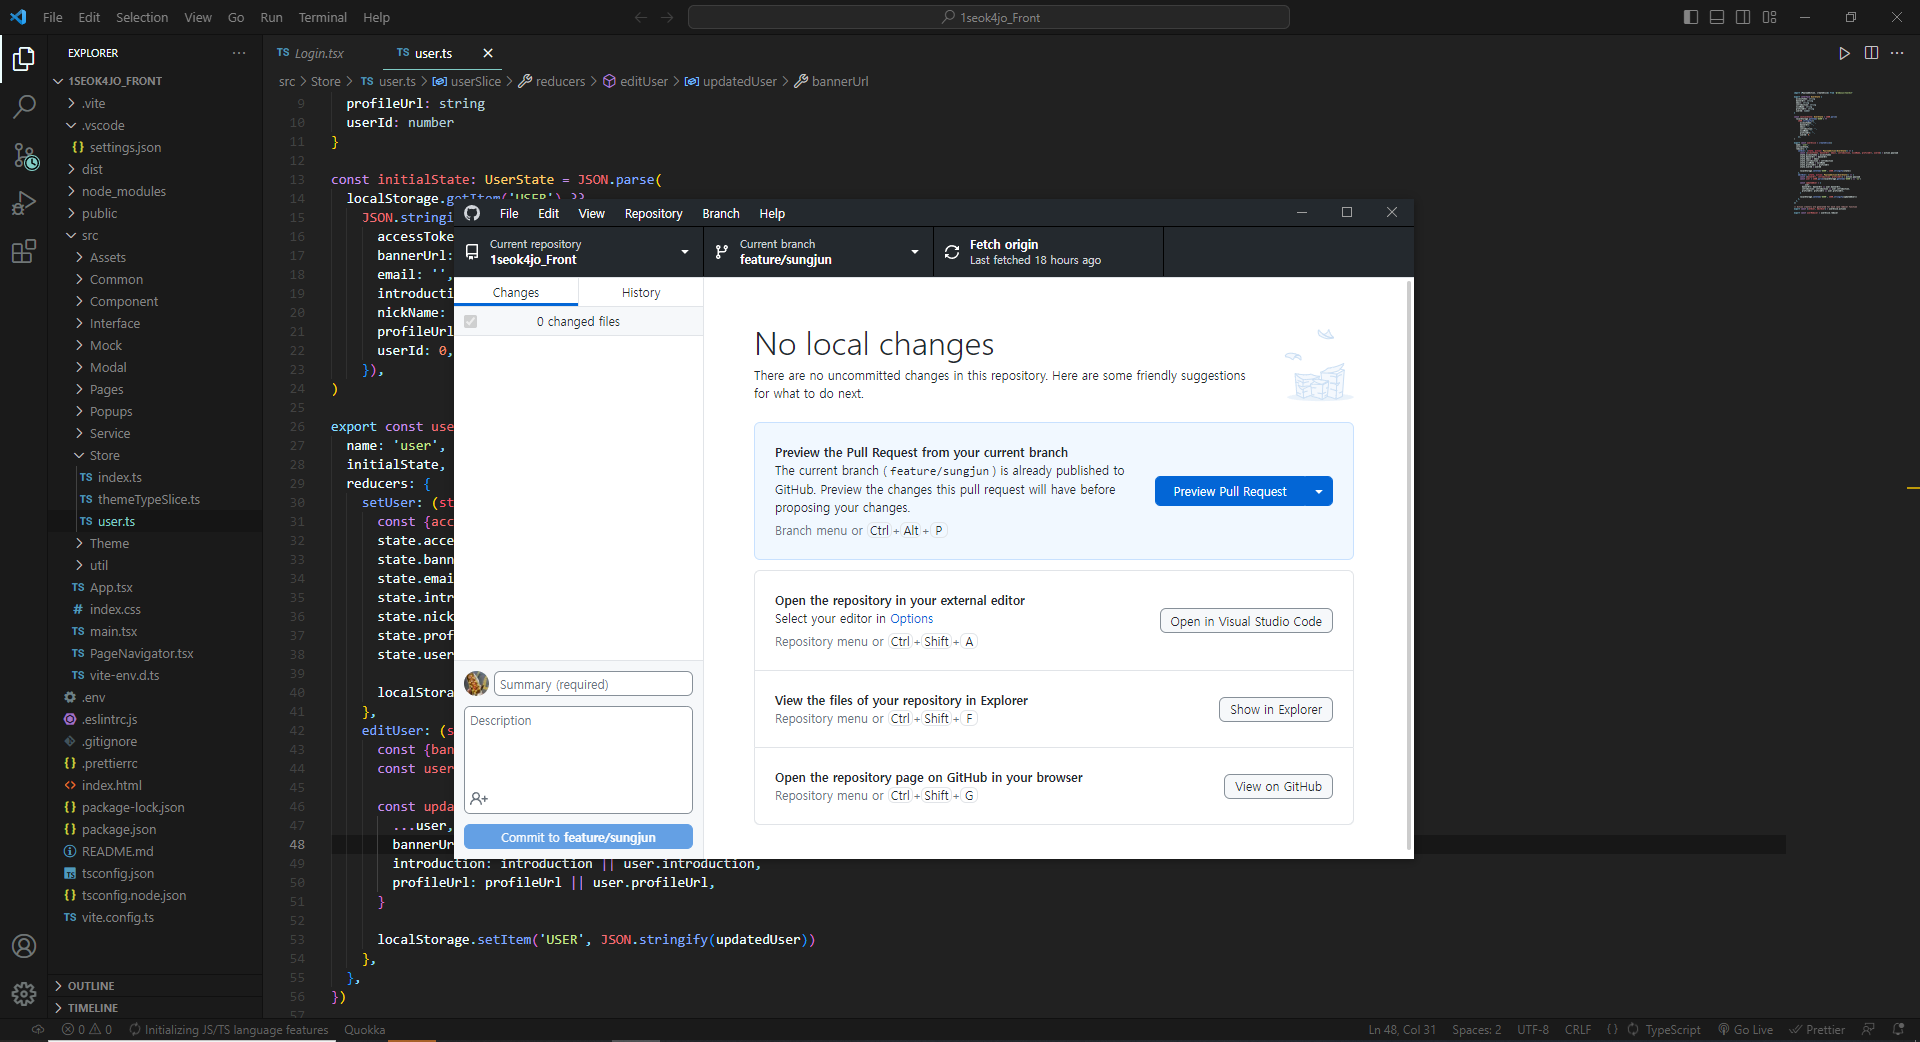 File Edit Selection View Go Run Terminal Help
1seok4jo_Front
EXPLORER
1SEOK4JO_FRONT
.vite
.vscode
{} settings.json
dist
node_modules
public
src
Assets
Common
Component
Interface
Mock
Modal
Pages
Popups
Service
Store
TS index.ts
TS themeTypeSlice.ts
TS user.ts
Theme
util
TS App.tsx
# index.css
TS main.tsx
TS PageNavigator.tsx
TS vite-env.d.ts
.env
.eslintrc.js
.gitignore
{} .prettierrc
<> index.html
{} package-lock.json
{} package.json
README.md
tsconfig.json
{} tsconfig.node.json
TS vite.config.ts
OUTLINE
TIMELINE
TS Login.tsx
TS user.ts
src > Store > TS user.ts > userSlice > reducers > editUser > updatedUser > bannerUrl
9 profileUrl: string
10 userId: number
11 }
12
13 const initialState: UserState = JSON.parse(
14 localStorage.getItem('USER') ??
15 JSON.stringi
16 accessToke
17 bannerUrl:
18 email: '',
19 introducti
20 nickName:
21 profileUrl
22 userId: 0,
23 }),
24 )
25
26 export const use
27 name: 'user',
28 initialState,
29 reducers: {
30 setUser: (st
31 const {acc
32 state.acce
33 state.bann
34 state.emai
35 state.intr
36 state.nick
37 state.prof
38 state.user
39
40 localStora
41 },
42 editUser: (s
43 const {ban
44 const user
45
46 const upda
47 ...user,
48 bannerUr
49 introduction: introduction || user.introduction,
50 profileUrl: profileUrl || user.profileUrl,
51 }
52
53 localStorage.setItem('USER', JSON.stringify(updatedUser))
54 },
55 },
56 })
57
File Edit View Repository Branch Help
Current repository
1seok4jo_Front
Current branch
feature/sungjun
Fetch origin
Last fetched 18 hours ago
Changes
History
0 changed files
Summary (required)
Description
Commit to feature/sungjun
No local changes
There are no uncommitted changes in this repository. Here are some friendly suggestions
for what to do next.
Preview the Pull Request from your current branch
The current branch (feature/sungjun) is already published to
GitHub. Preview the changes this pull request will have before
proposing your changes.
Branch menu or Ctrl + Alt + P
Preview Pull Request
Open the repository in your external editor
Select your editor in Options
Repository menu or Ctrl + Shift + A
Open in Visual Studio Code
View the files of your repository in Explorer
Repository menu or Ctrl + Shift + F
Show in Explorer
Open the repository page on GitHub in your browser
Repository menu or Ctrl + Shift + G
View on GitHub
0 0 Initializing JS/TS language features Quokka
Ln 48, Col 31 Spaces: 2 UTF-8 CRLF {} TypeScript Go Live Prettier